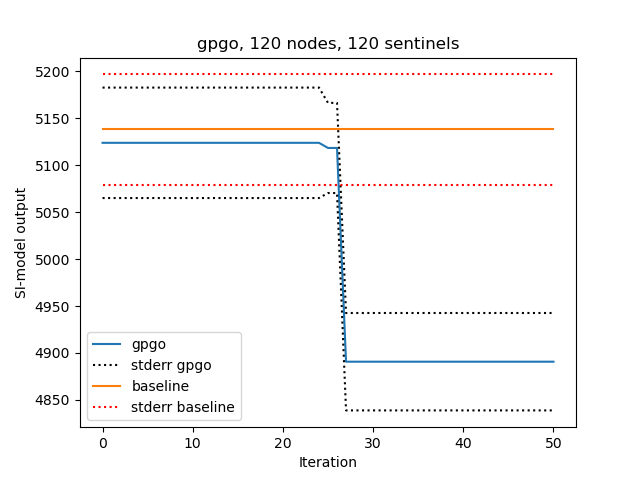 gpgo, 120 nodes, 120 sentinels
5200
5150
5100
5050
5000
4950
4900
4850
SI-model output
gpgo
stderr gpgo
baseline
stderr baseline
0 10 20 30 40 50
Iteration